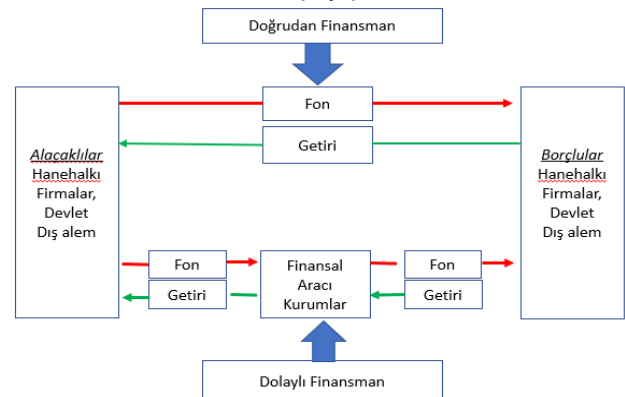 Doğrudan Finansman
Fon
Getiri
Alacaklılar
Hanehalkı
Firmalar,
Devlet
Dış alem
Borçlular
Hanehalkı
Firmalar,
Devlet
Dış alem
Fon
Getiri
Finansal
Aracı
Kurumlar
Fon
Getiri
Dolaylı Finansman